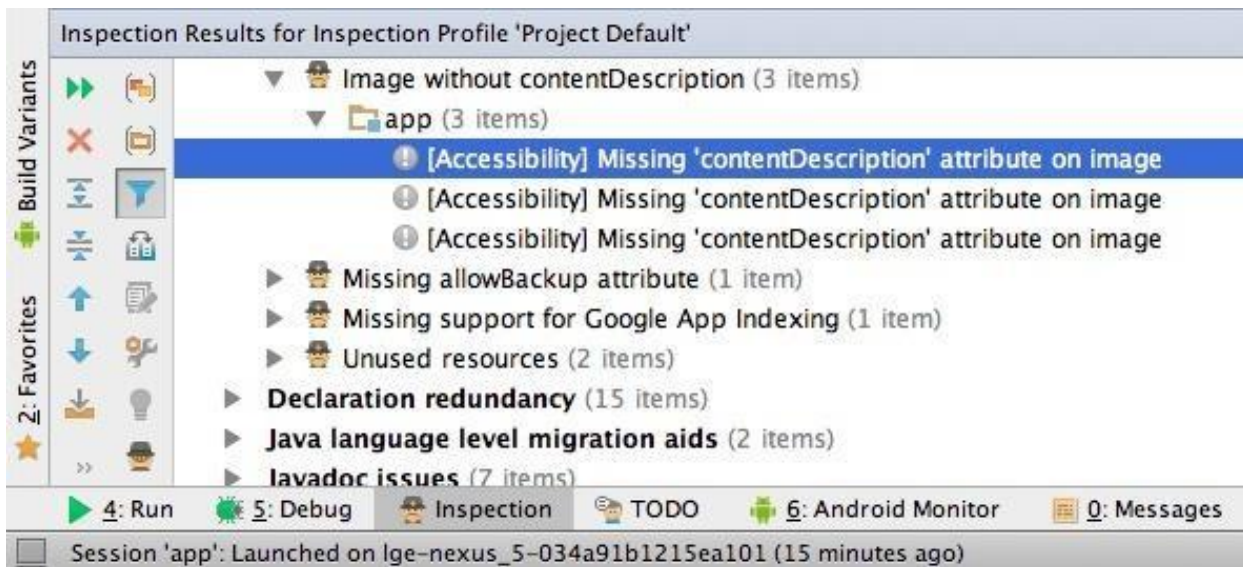 Inspection Results for Inspection Profile 'Project Default'
Build Variants
2: Favorites
Image without contentDescription (3 items)
app (3 items)
[Accessibility] Missing 'contentDescription' attribute on image
[Accessibility] Missing 'contentDescription' attribute on image
[Accessibility] Missing 'contentDescription' attribute on image
Missing allowBackup attribute (1 item)
Missing support for Google App Indexing (1 item)
Unused resources (2 items)
Declaration redundancy (15 items)
Java language level migration aids (2 items)
Javadoc issues (7 items)
4: Run 5: Debug Inspection TODO 6: Android Monitor 0: Messages
Session 'app': Launched on lge-nexus_5-034a91b1215ea101 (15 minutes ago)